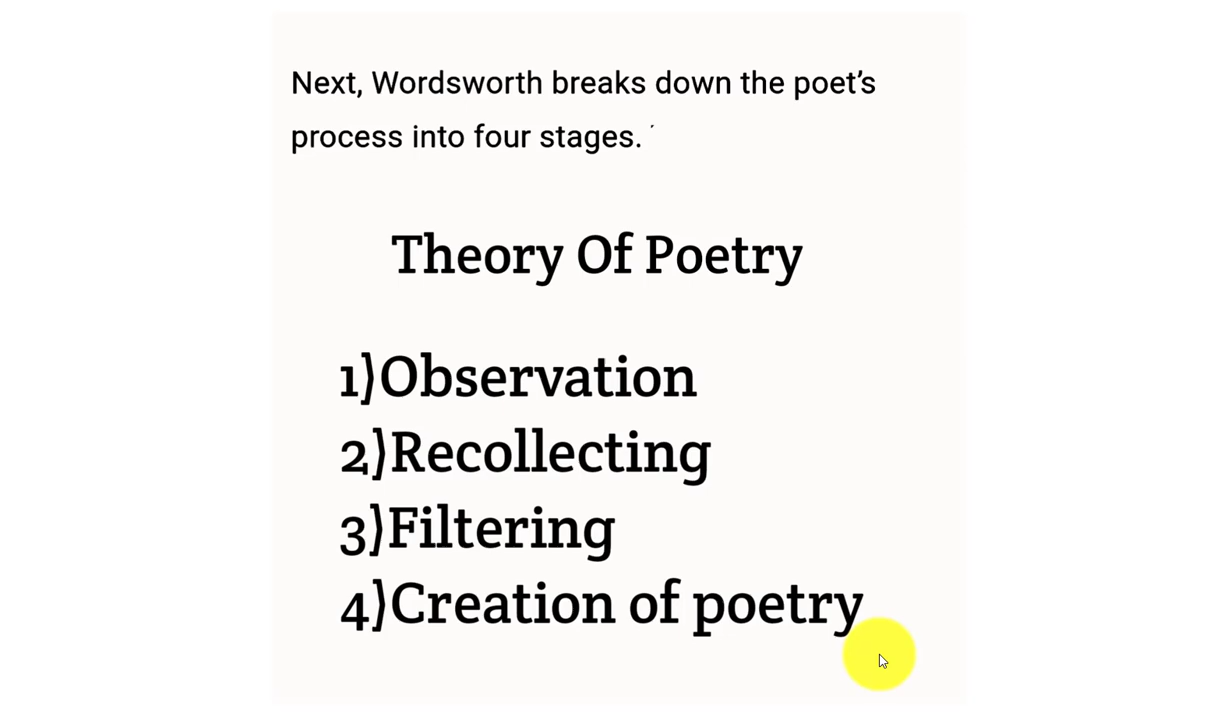 Next, Wordsworth breaks down the poet’s
process into four stages.
Theory Of Poetry
1)Observation
2)Recollecting
3)Filtering
4)Creation of poetry